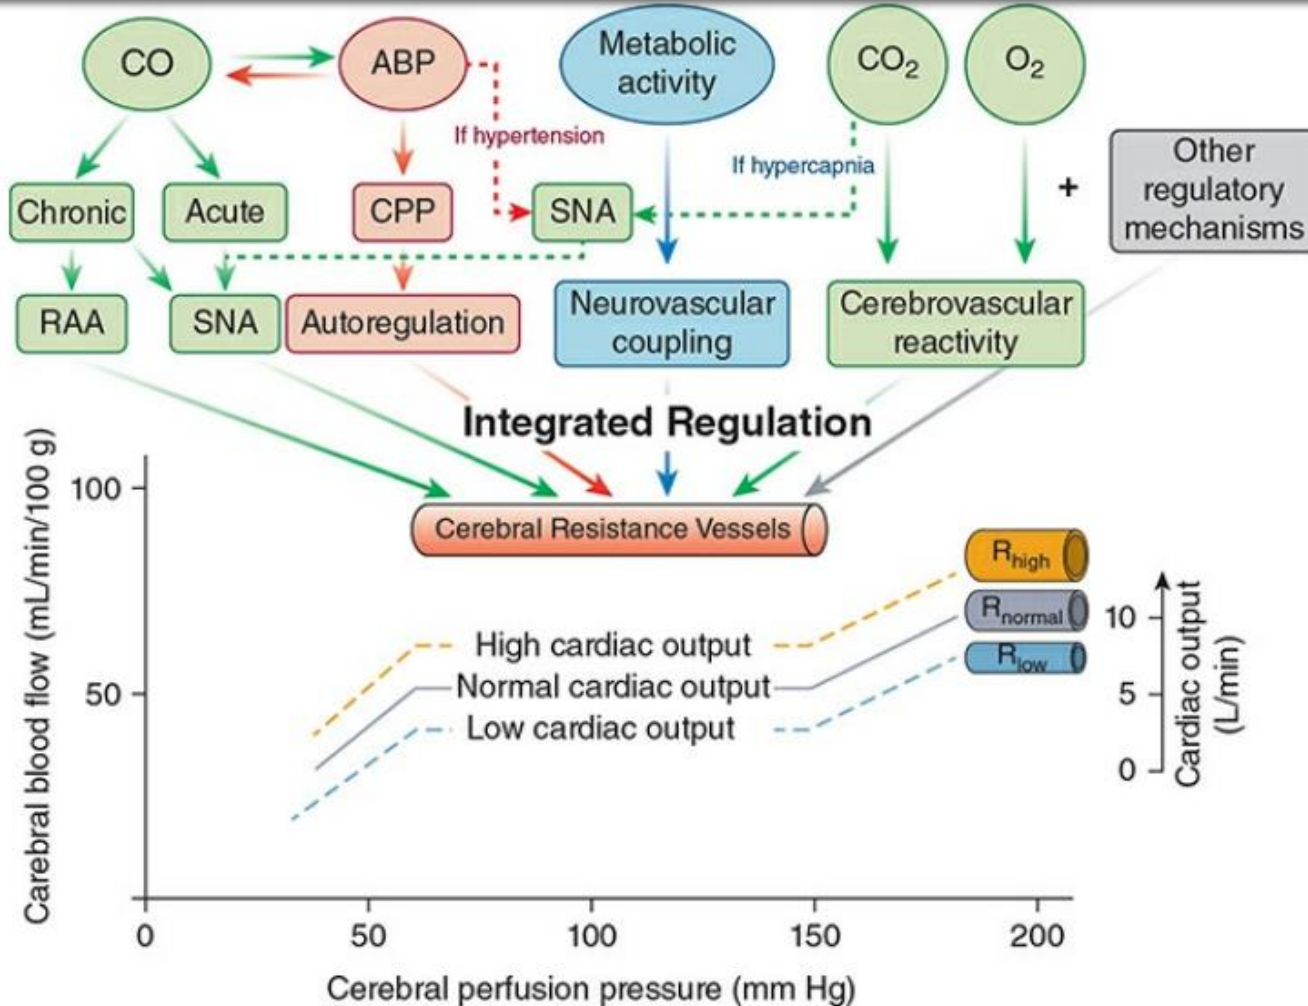 CO
ABP
Metabolic
activity
CO₂
O₂
If hypertension
If hypercapnia
+
Other
regulatory
mechanisms
Chronic
Acute
CPP
SNA
RAA
SNA
Autoregulation
Neurovascular
coupling
Cerebrovascular
reactivity
Integrated Regulation
Cerebral Resistance Vessels
Carebral blood flow (mL/min/100 g)
100
50
High cardiac output
Normal cardiac output
Low cardiac output
R high
R normal
R low
10
5
0
Cardiac output
(L/min)
0
50
100
150
200
Cerebral perfusion pressure (mm Hg)